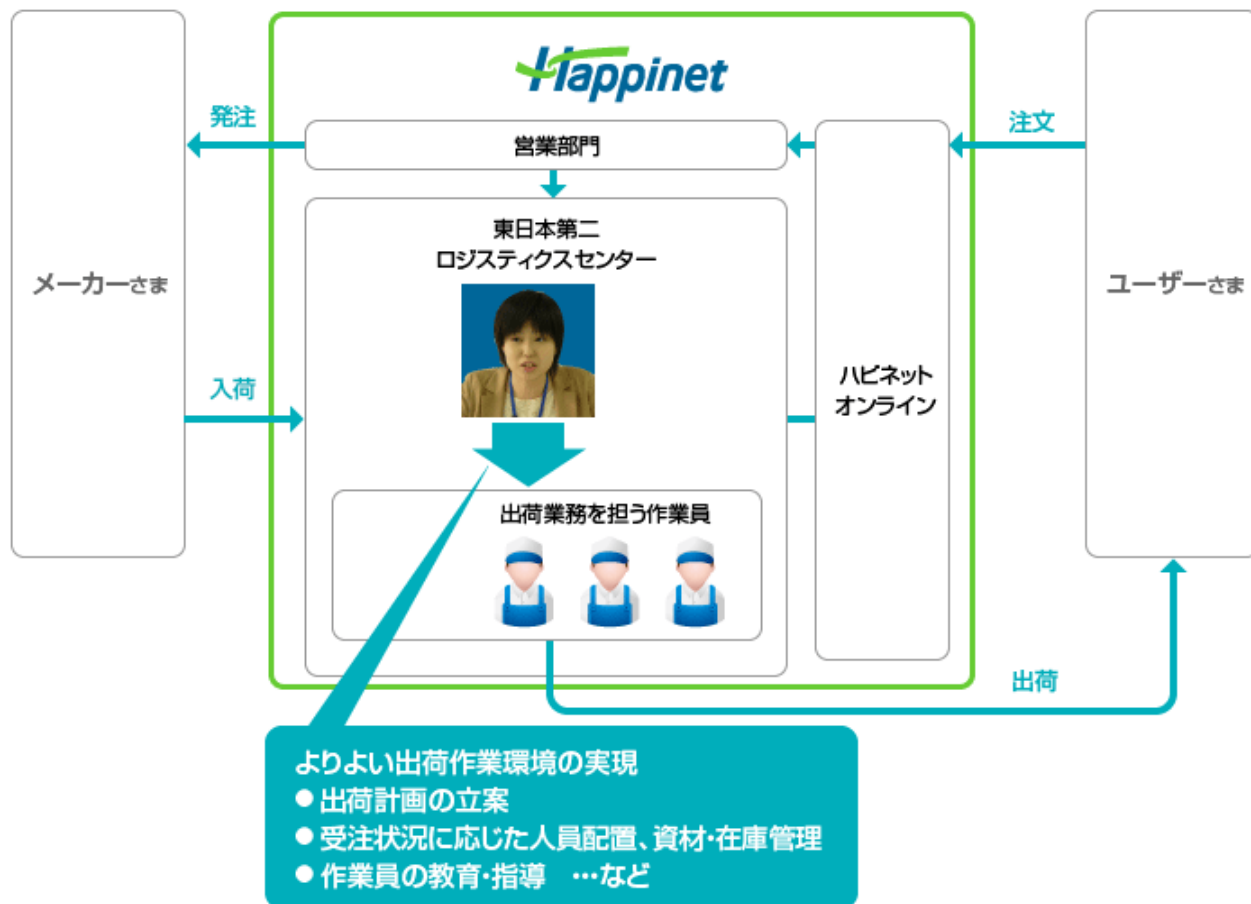 Happinet
発注
営業部門
注文
東日本第二
ロジスティクスセンター
メーカーさま
ユーザーさま
入荷
ハピネット
オンライン
出荷業務を担う作業員
出荷
よりよい出荷作業環境の実現
● 出荷計画の立案
● 受注状況に応じた人員配置、資材・在庫管理
● 作業員の教育・指導　…など